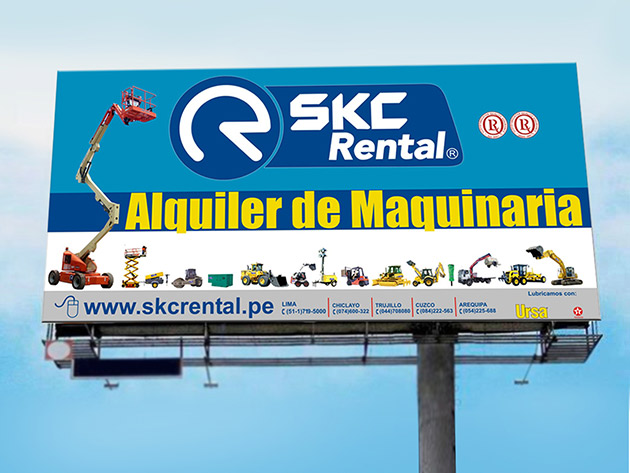 SKC
Rental®
R R
Alquiler de Maquinaria
www.skcrental.pe
LIMA
(51-1)719-5000
CHICLAYO
(074)600-322
TRUJILLO
(044)708080
CUZCO
(084)222-563
AREQUIPA
(054)225-688
Lubricamos con:
Ursa